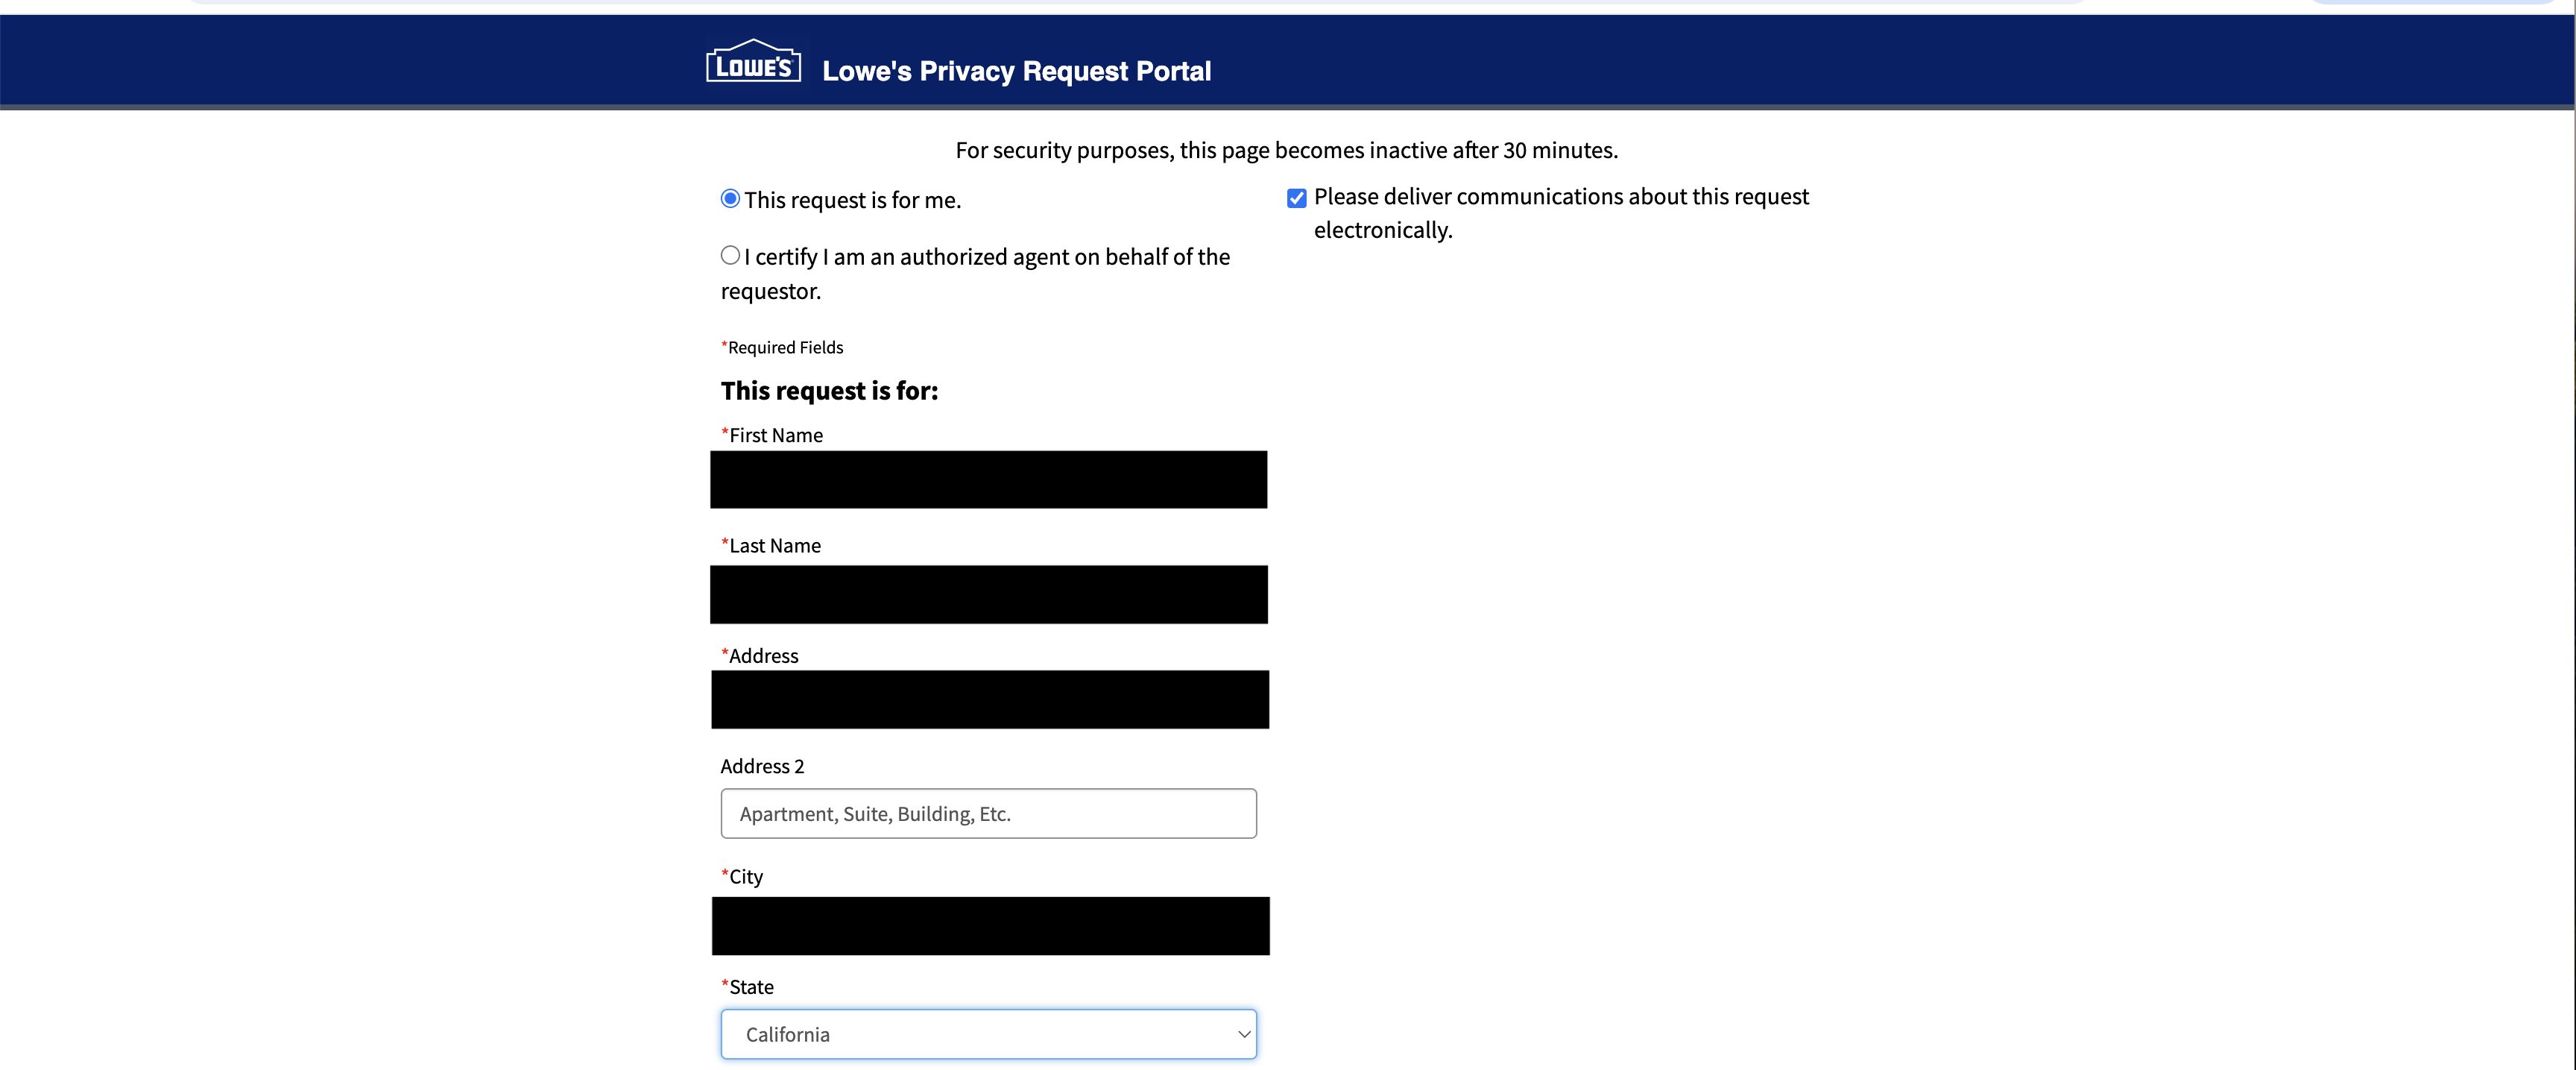 LOWE'S
Lowe's Privacy Request Portal
For security purposes, this page becomes inactive after 30 minutes.
This request is for me.
I certify I am an authorized agent on behalf of the
requestor.
Please deliver communications about this request
electronically.
*Required Fields
This request is for:
*First Name
*Last Name
*Address
Address 2
Apartment, Suite, Building, Etc.
*City
*State
California